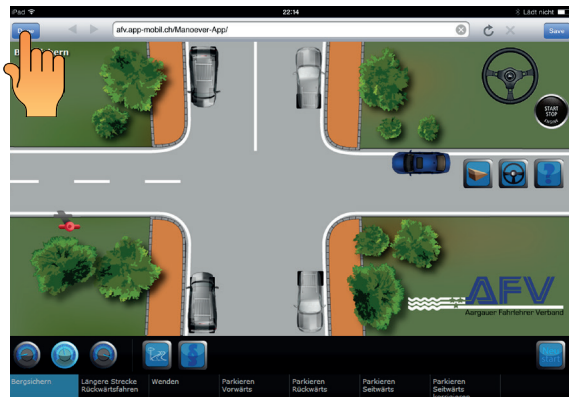 iPad
22:14
Lädt nicht
afv.app-mobil.ch/Manoever-App/
Save
START
STOP
ENGINE
AFV
Aargauer Fahrlehrer Verband
Bergsichern
Längere Strecke
Rückwärtsfahren
Wenden
Parkieren
Vorwärts
Parkieren
Rückwärts
Parkieren
Seitwärts
Parkieren
Seitwärts